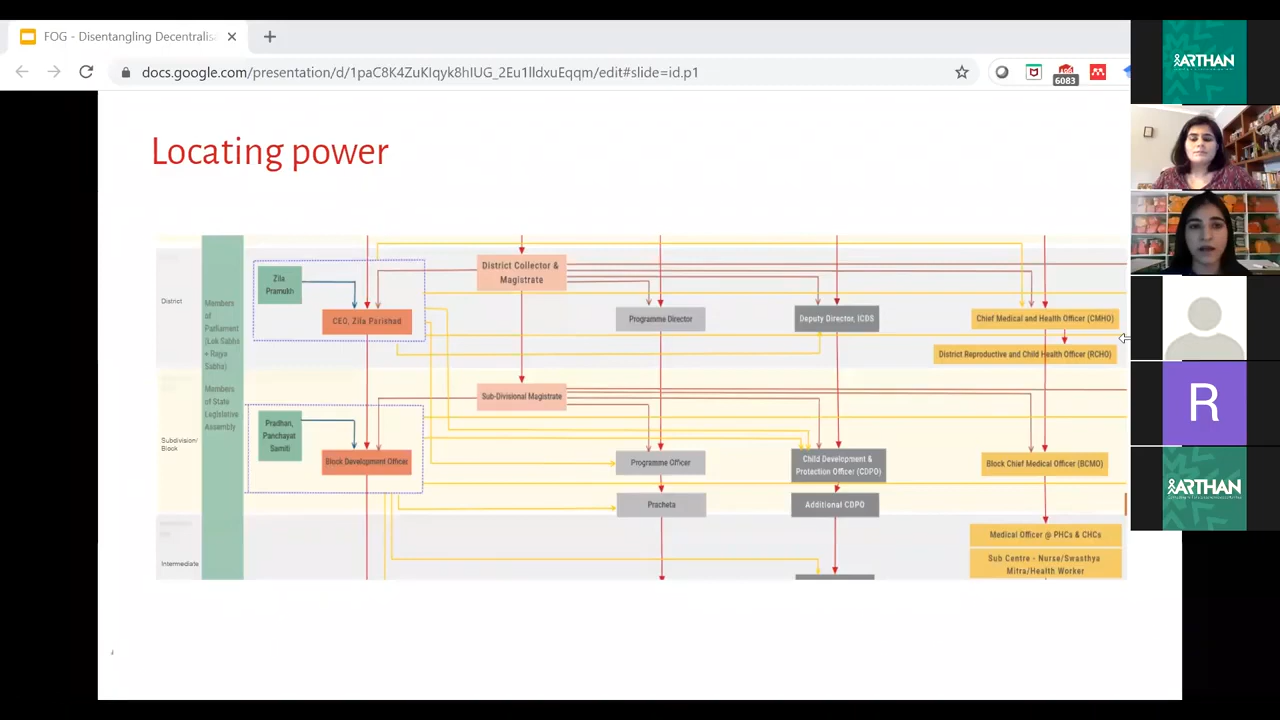 FOG - Disentangling Decentralis
docs.google.com/presentation/d/1paC8K4ZuKIqyk8hIUG_2Eu1lldxuEqqm/edit#slide=id.p1
6083
ARTHAN
Locating power
District
Members
of
Parliament
(Lok Sabha
+ Rajya
Sabha)
Members
of State
Legislative
Assembly
Zila
Pramukh
CEO, Zila Parishad
District Collector &
Magistrate
Programme Director
Deputy Director, ICDS
Chief Medical and Health Officer (CMHO)
District Reproductive and Child Health Officer (RCHO)
Subdivision/
Block
Pradhan,
Panchayat
Samiti
Block Development Officer
Sub-Divisional Magistrate
Programme Officer
Pracheta
Child Development &
Protection Officer (CDPO)
Additional CDPO
Block Chief Medical Officer (BCMO)
Intermediate
Medical Officer @ PHCs & CHCs
Sub Centre - Nurse/Swasthya
Mitra/Health Worker
R
ARTHAN